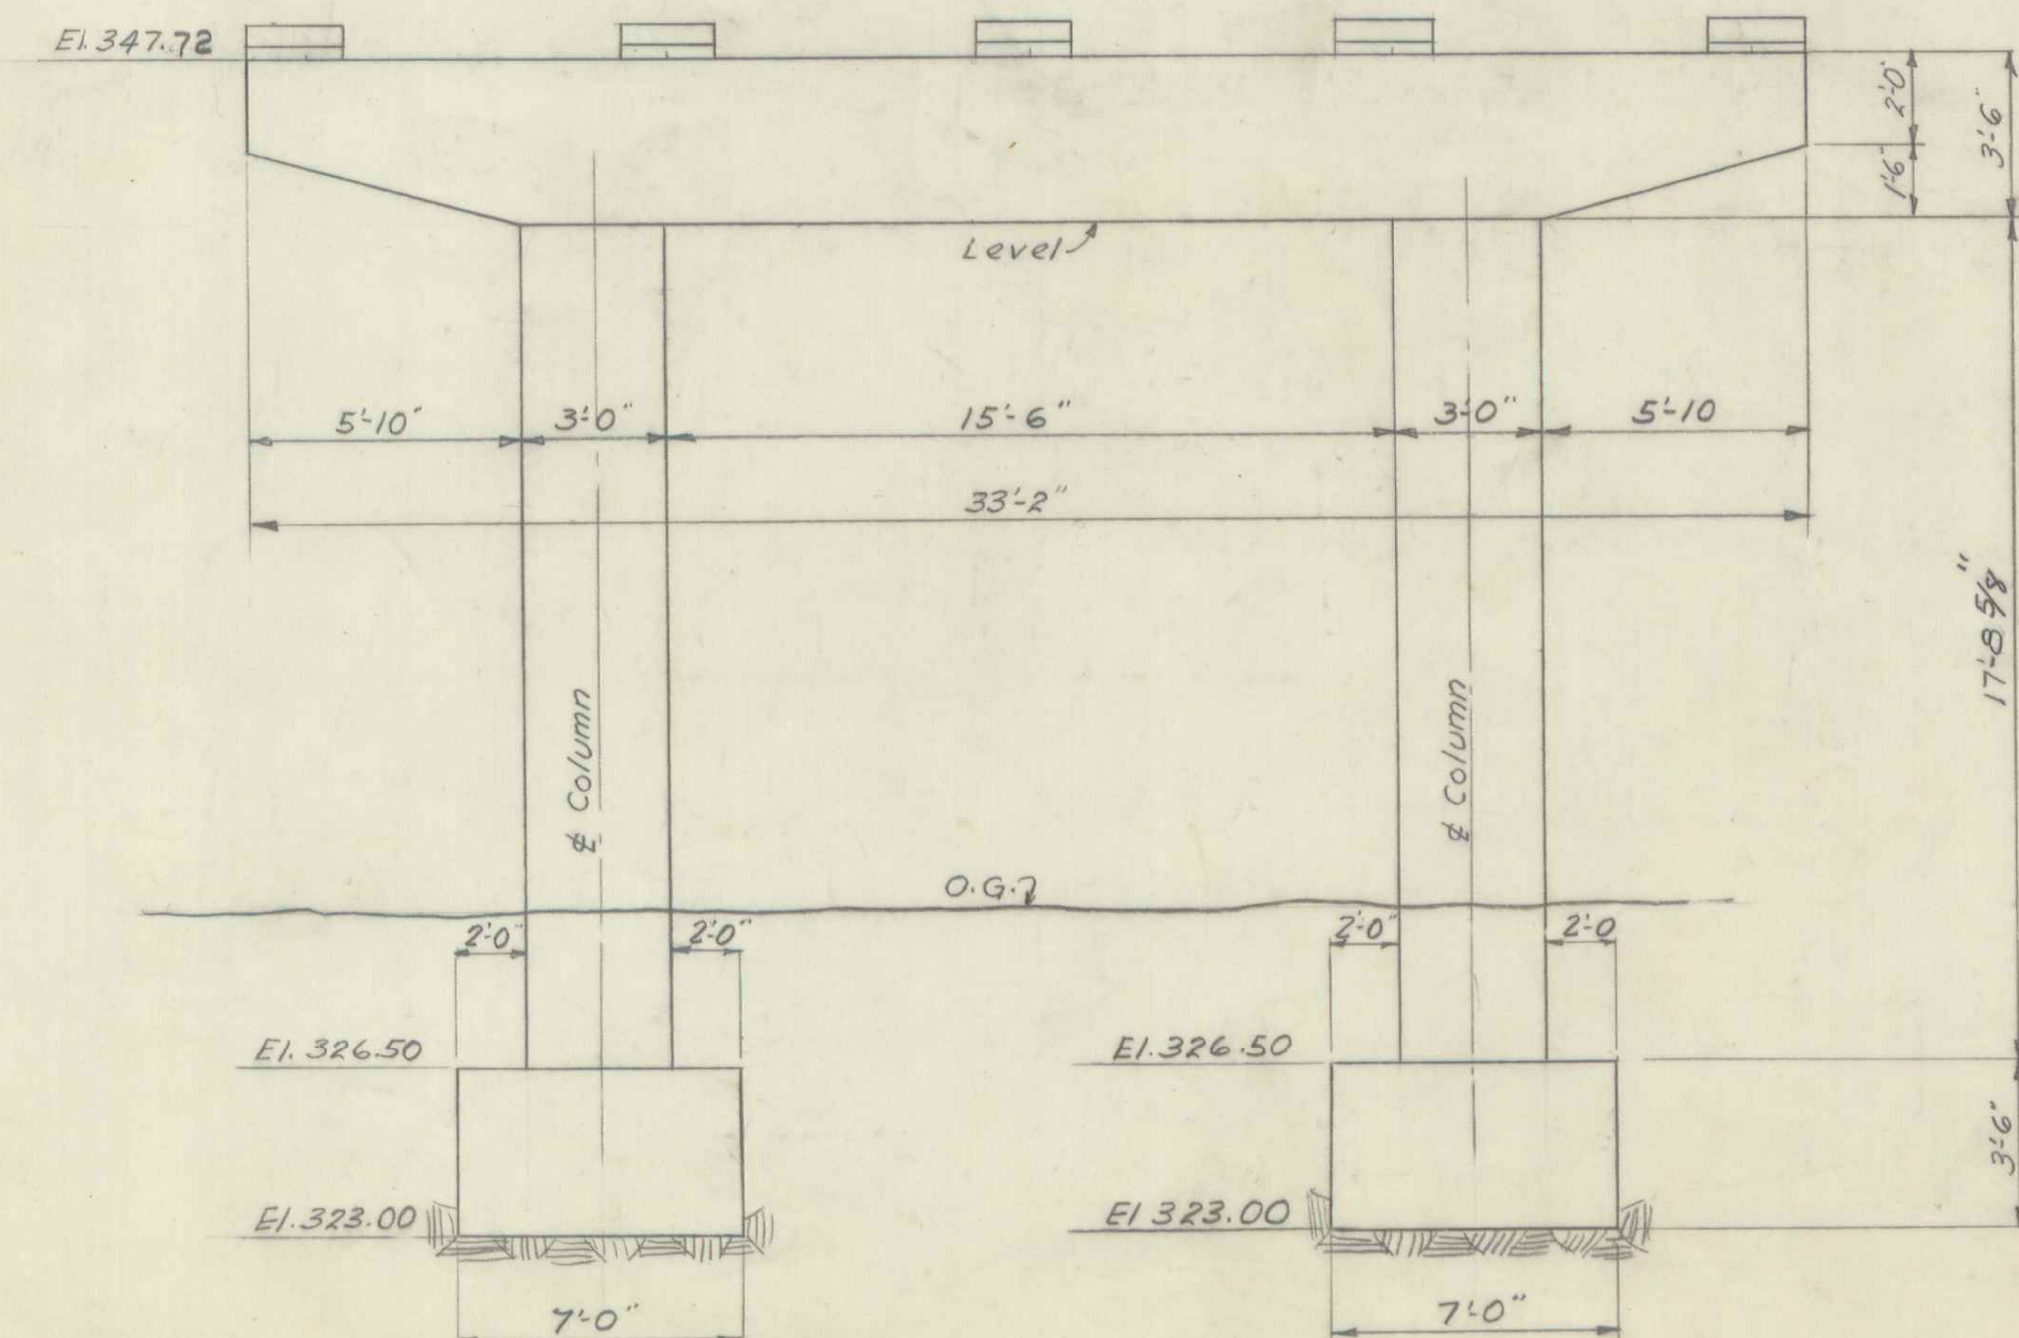 El. 347.72
2'-0"
1'-6"
3'-6"
Level
5'-10"
3'-0"
15'-6"
3'-0"
5'-10
33'-2"
17'-8 5/8"
℄ Column
℄ Column
O.G.
2'-0"
2'-0"
2'-0"
2'-0
El. 326.50
El. 326.50
3'-6"
El. 323.00
El 323.00
7'-0"
7'-0"